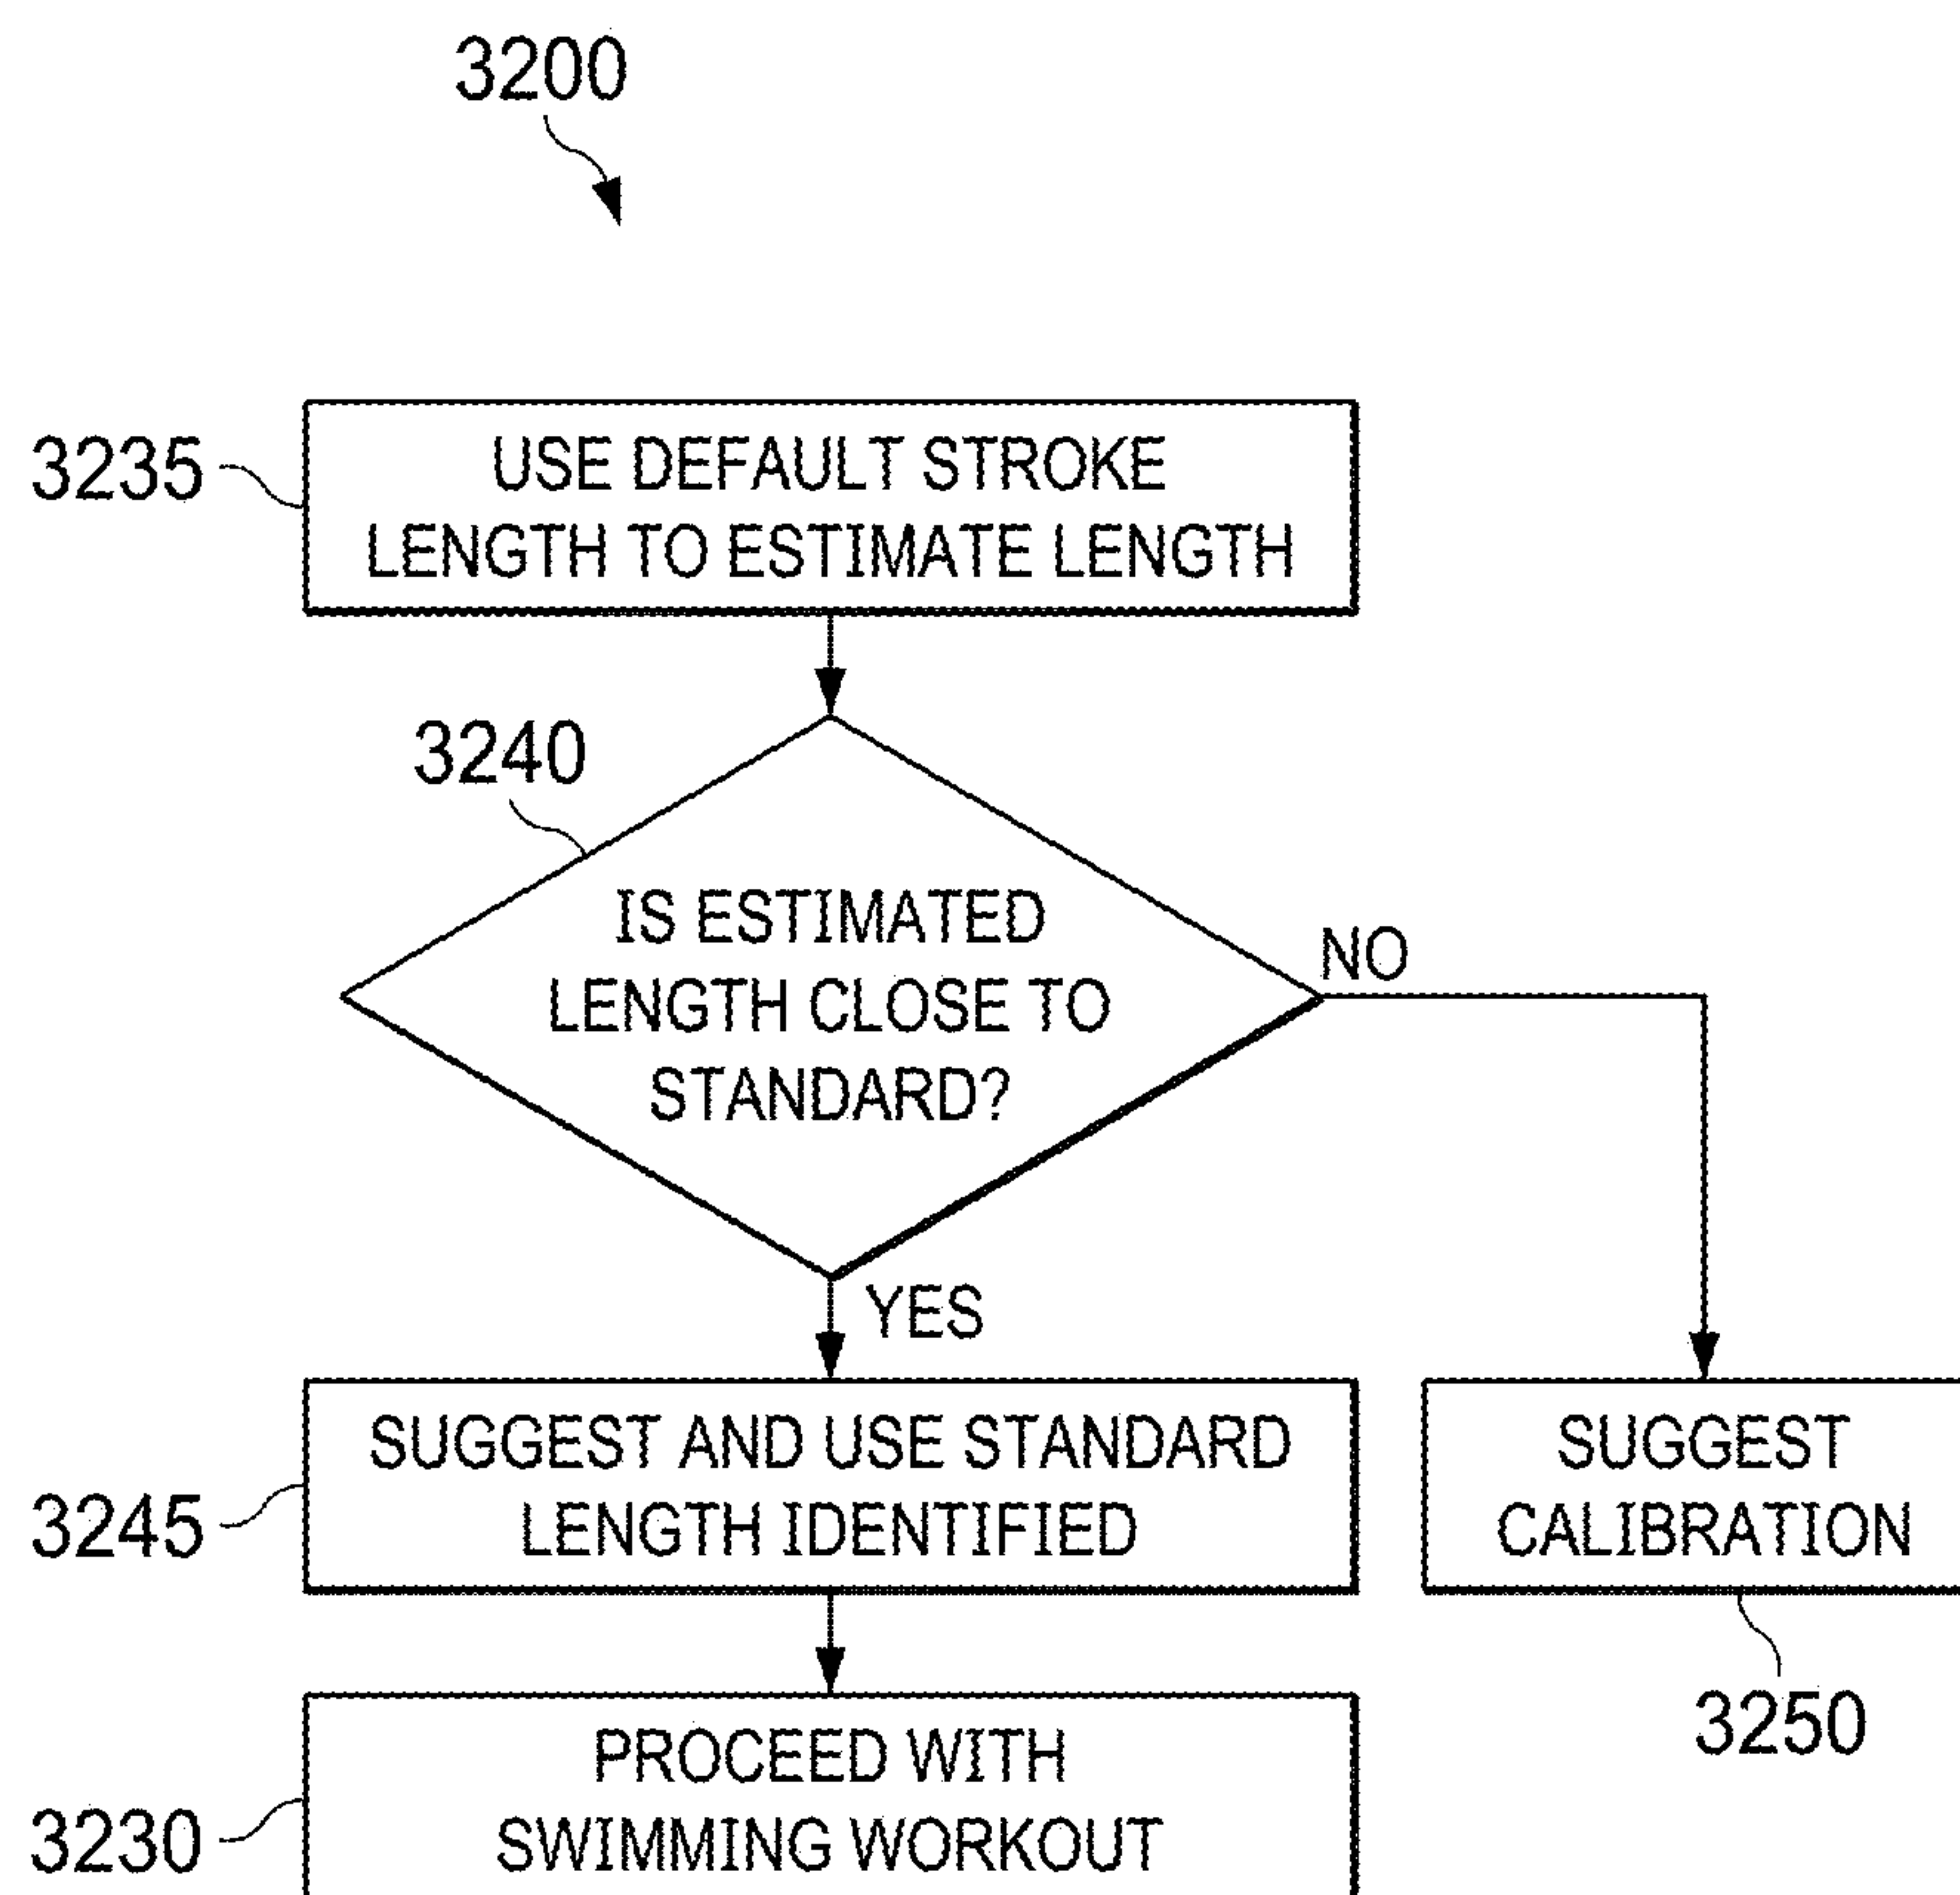 3200
3235
USE DEFAULT STROKE
LENGTH TO ESTIMATE LENGTH
3240
IS ESTIMATED
LENGTH CLOSE TO
STANDARD?
NO
YES
3245
SUGGEST AND USE STANDARD
LENGTH IDENTIFIED
SUGGEST
CALIBRATION
3250
3230
PROCEED WITH
SWIMMING WORKOUT